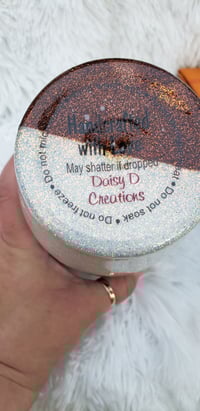 Handcrafted
with Love
May shatter if dropped
Daisy D
Creations
Do not freeze • Do not soak •